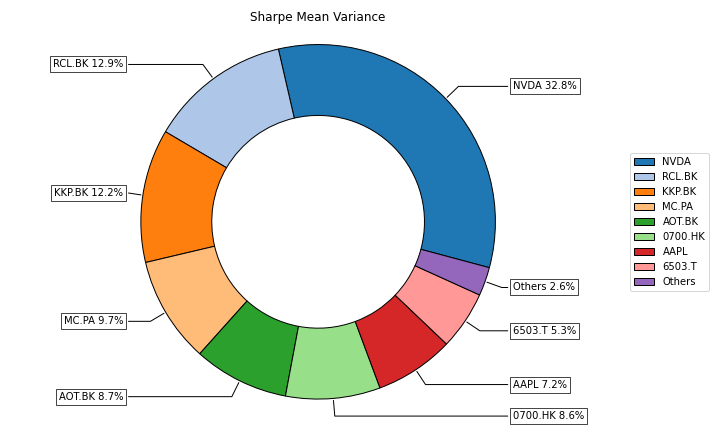 Sharpe Mean Variance
RCL.BK 12.9%
NVDA 32.8%
KKP.BK 12.2%
MC.PA 9.7%
AOT.BK 8.7%
Others 2.6%
6503.T 5.3%
AAPL 7.2%
0700.HK 8.6%
NVDA
RCL.BK
KKP.BK
MC.PA
AOT.BK
0700.HK
AAPL
6503.T
Others